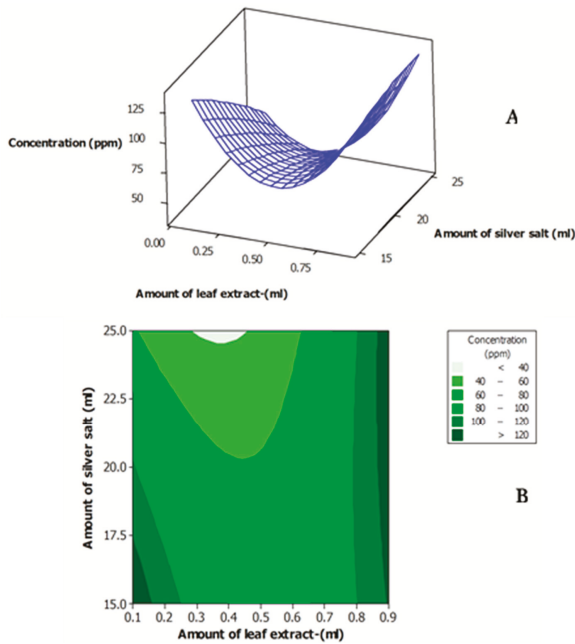 A
125
100
75
50
Concentration (ppm)
0.00
0.25
0.50
0.75
15
20
25
Amount of silver salt (ml)
Amount of leaf extract-(ml)
25.0
22.5
20.0
17.5
15.0
Amount of silver salt (ml)
0.1 0.2 0.3 0.4 0.5 0.6 0.7 0.8 0.9
Amount of leaf extract-(ml)
Concentration
(ppm)
< 40
40 – 60
60 – 80
80 – 100
100 – 120
> 120
B